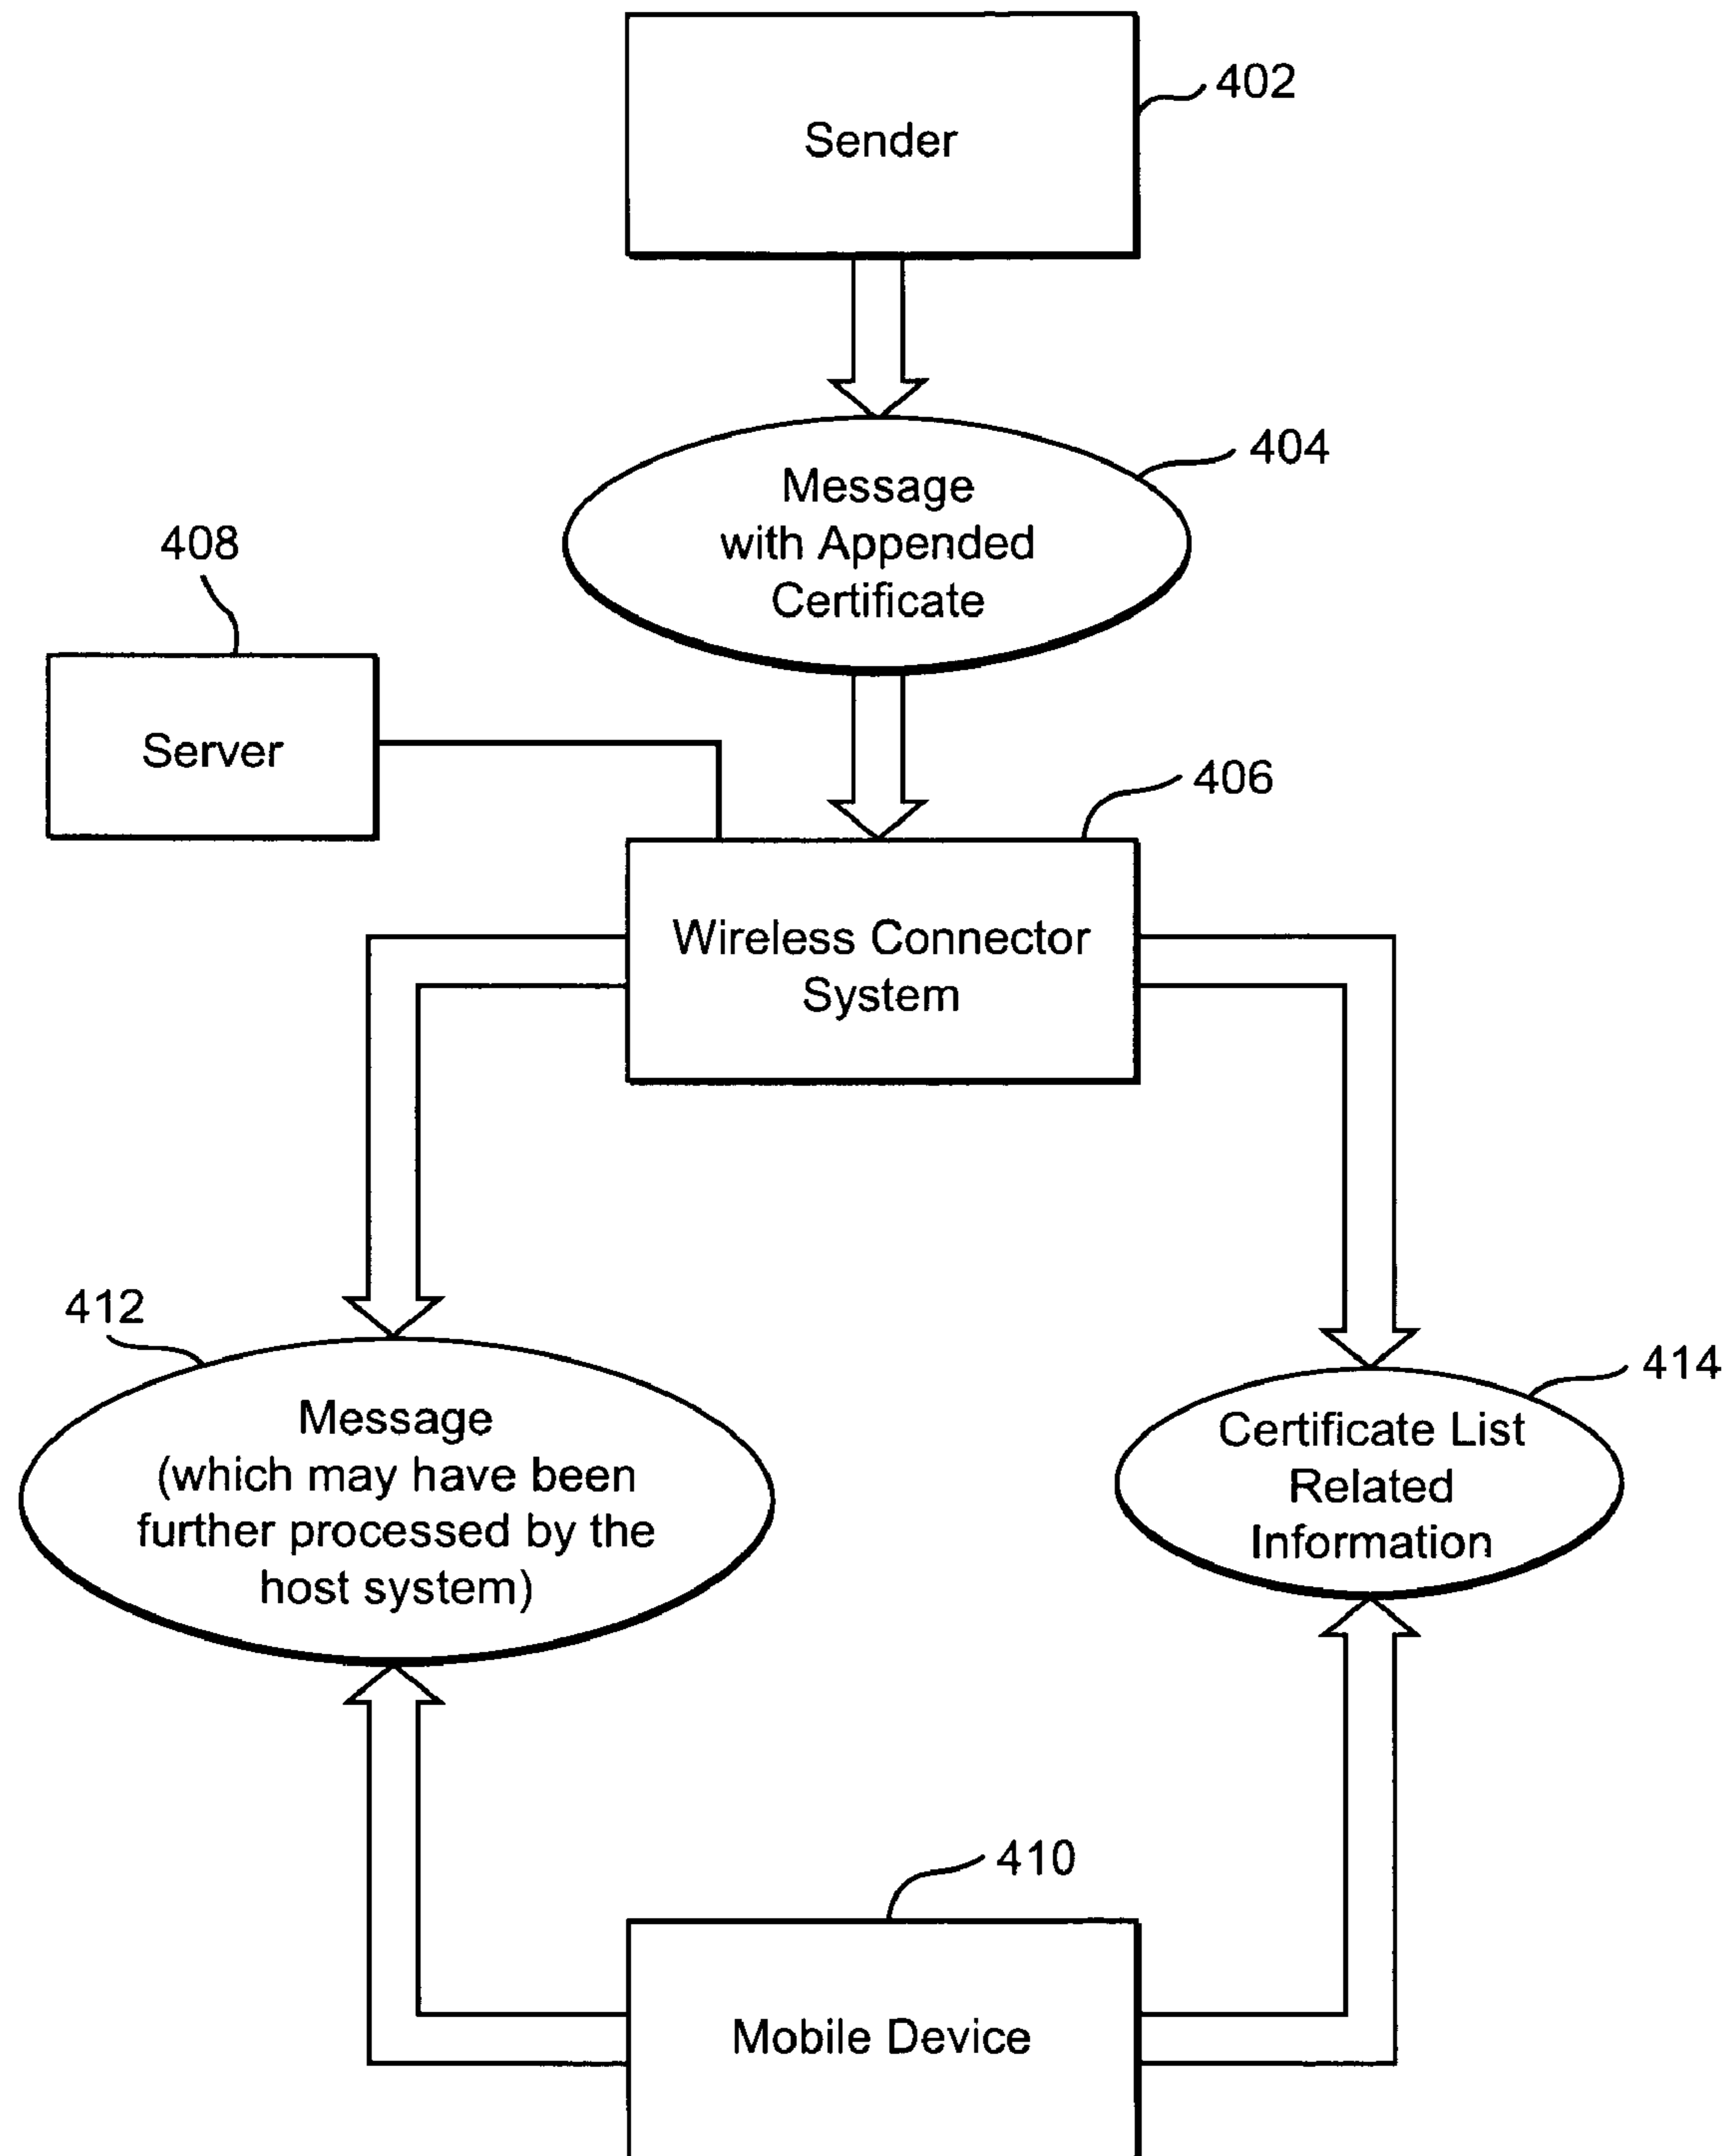 402
Sender
404
Message
with Appended
Certificate
408
Server
406
Wireless Connector
System
412
Message
(which may have been
further processed by the
host system)
414
Certificate List
Related
Information
410
Mobile Device